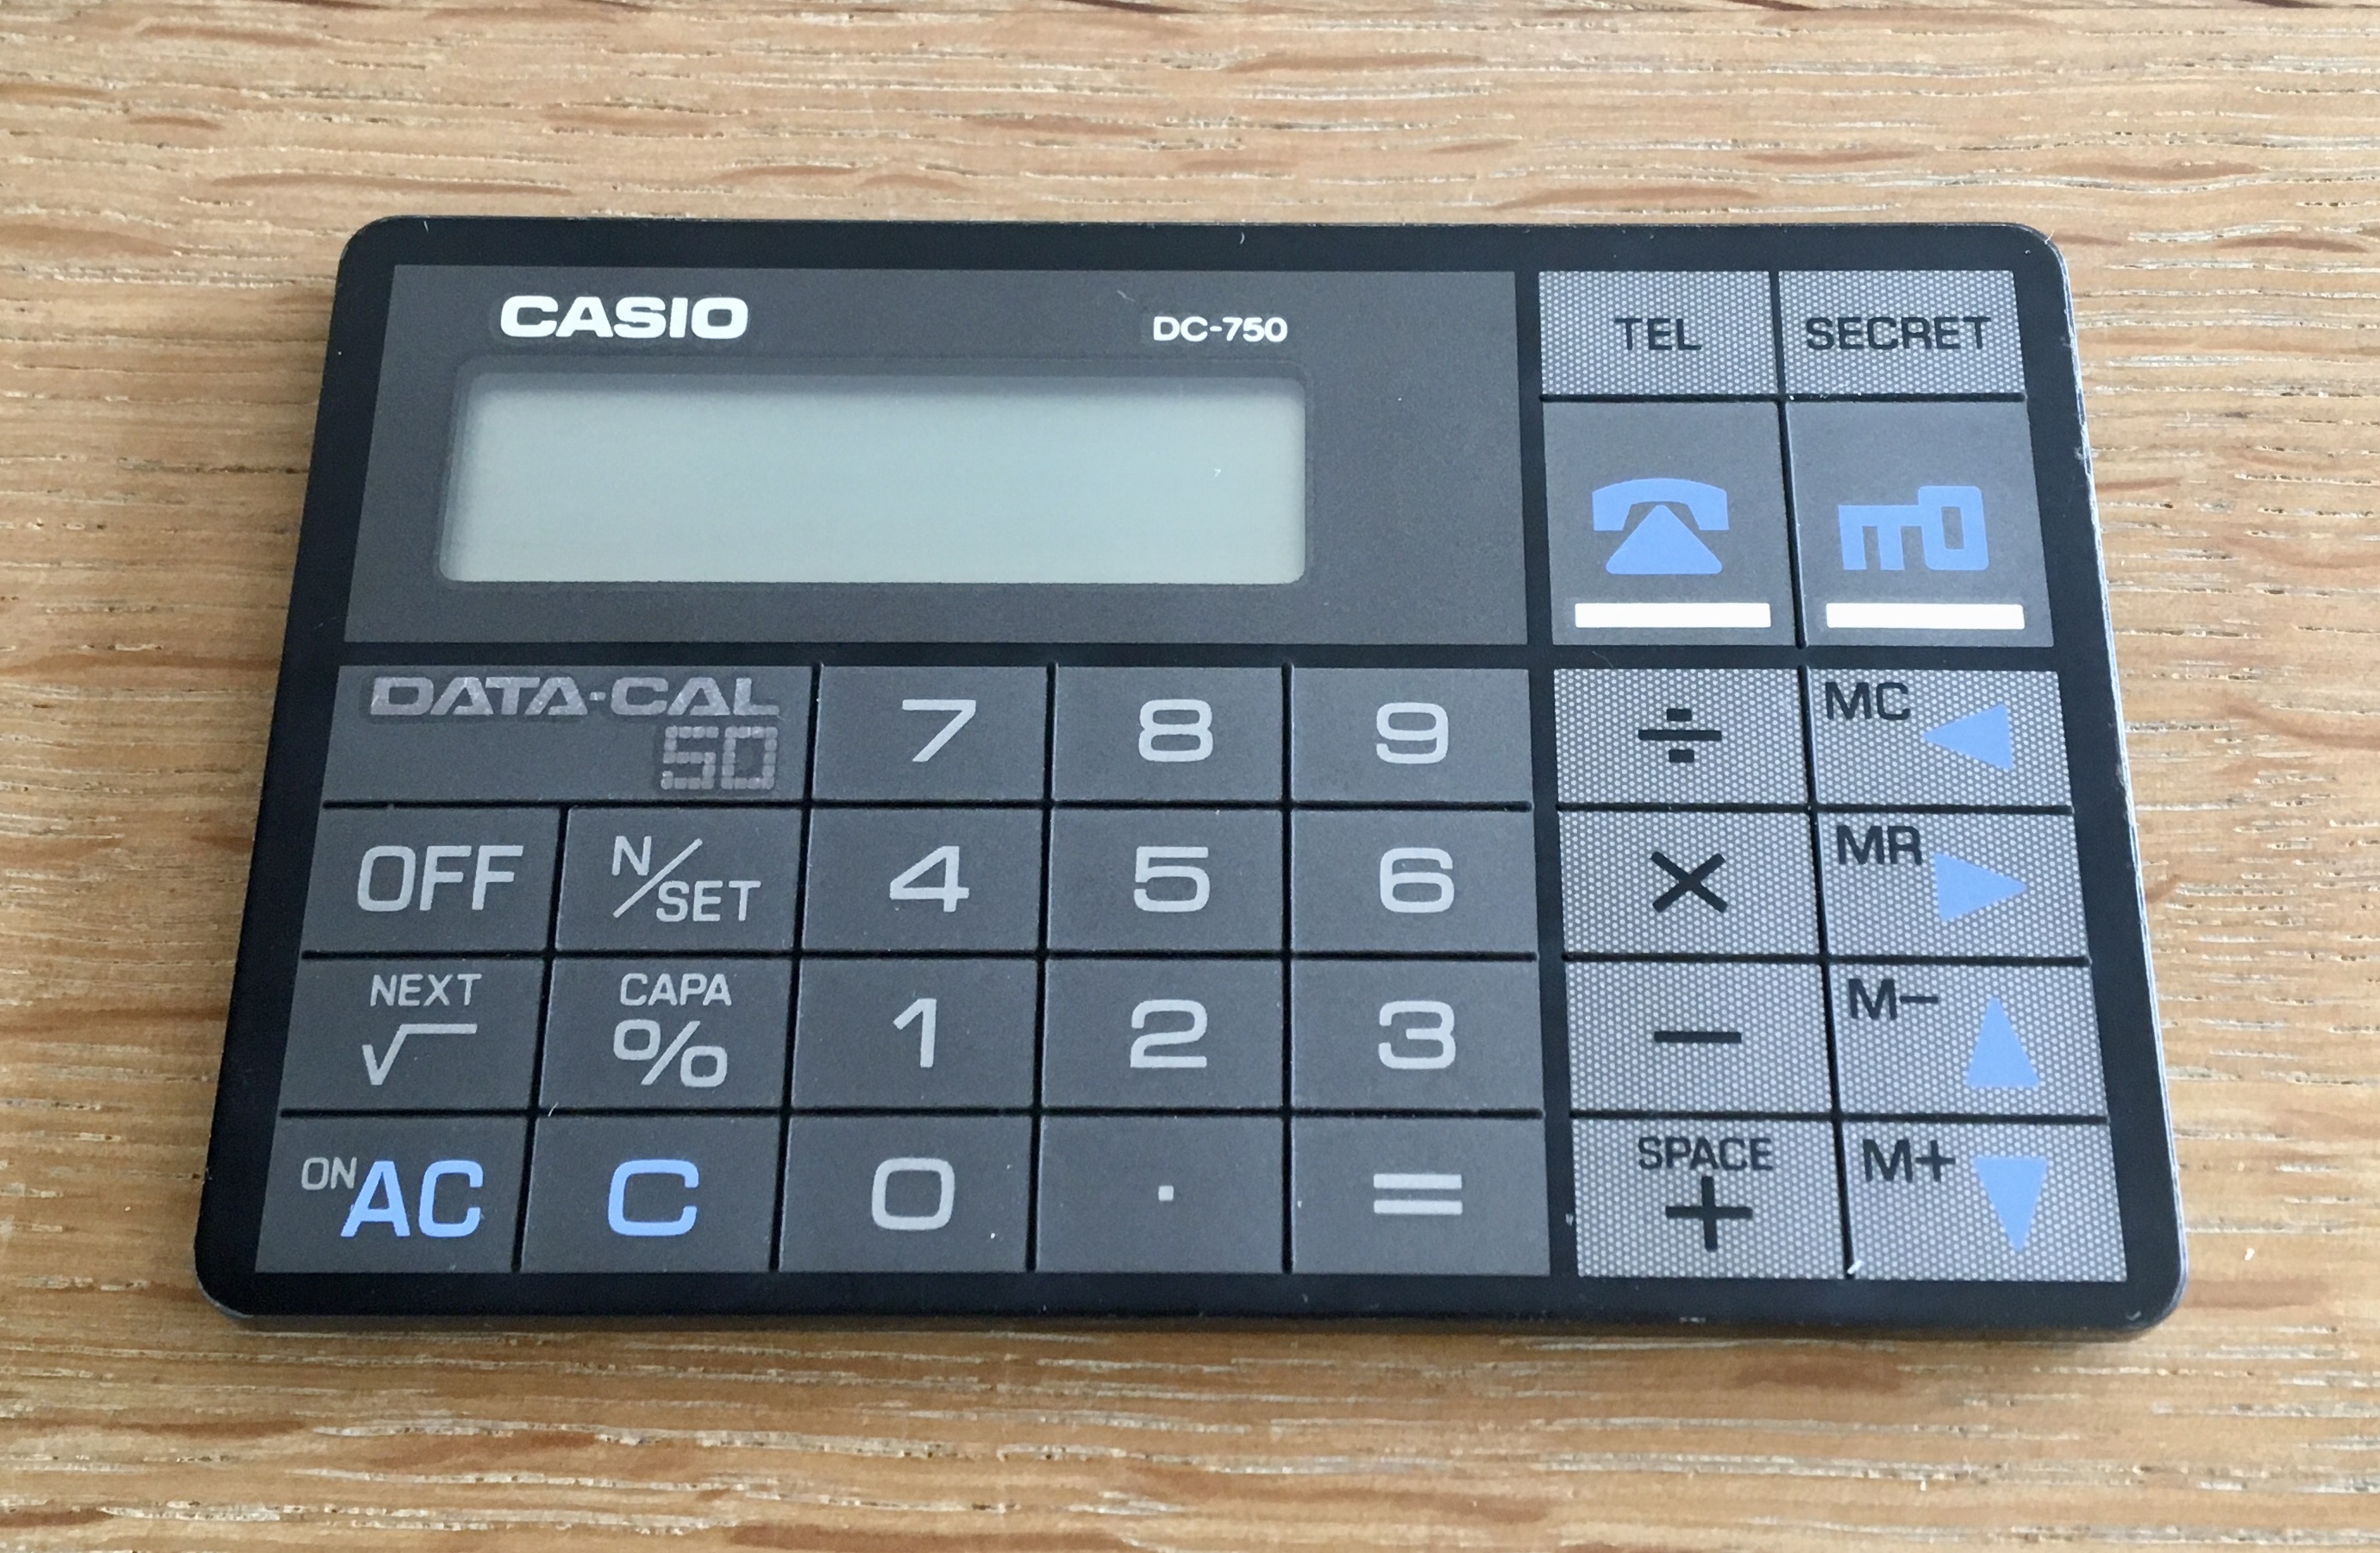 CASIO DC-750
TEL SECRET
DATA-CAL
50
7 8 9 ÷ MC
OFF N/SET 4 5 6 × MR
NEXT CAPA
√ % 1 2 3 − M−
SPACE
ON AC C 0 . = + M+